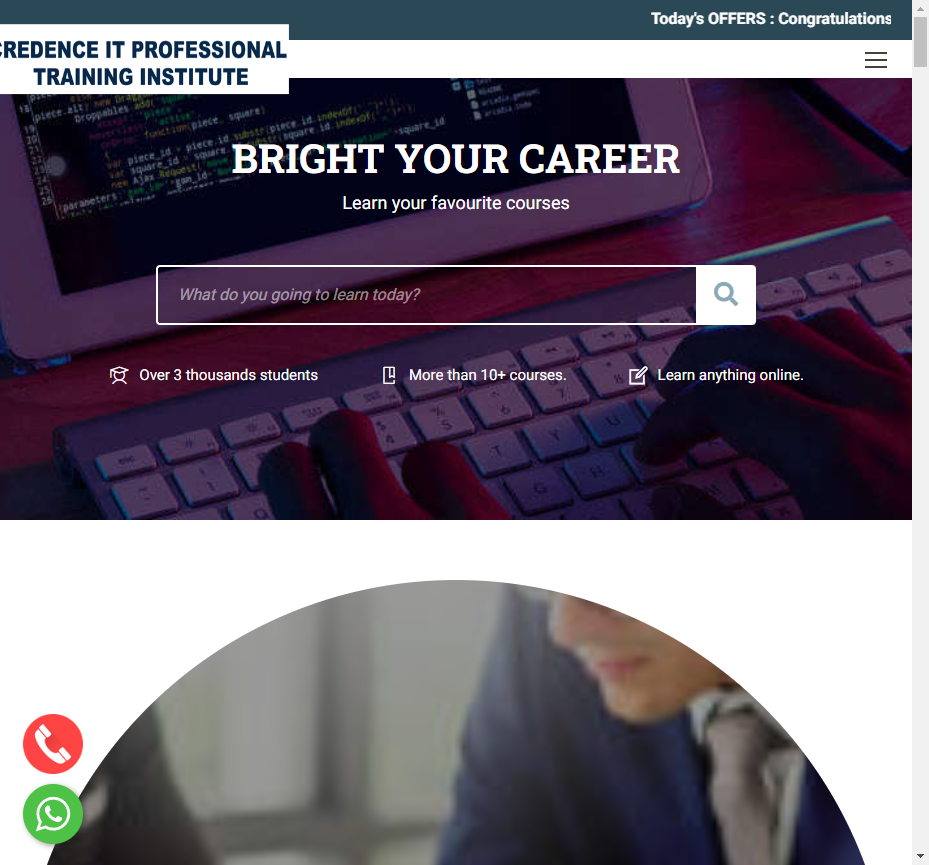 Today's OFFERS : Congratulations
CREDENCE IT PROFESSIONAL
TRAINING INSTITUTE
BRIGHT YOUR CAREER
Learn your favourite courses
What do you going to learn today?
Over 3 thousands students
More than 10+ courses.
Learn anything online.